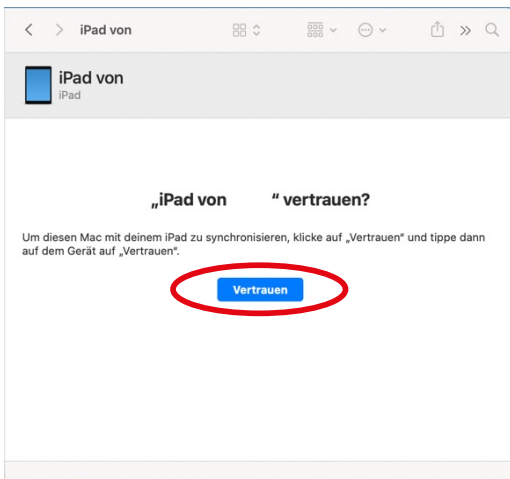 iPad von
iPad von
iPad
„iPad von “ vertrauen?
Um diesen Mac mit deinem iPad zu synchronisieren, klicke auf „Vertrauen“ und tippe dann
auf dem Gerät auf „Vertrauen“.
Vertrauen